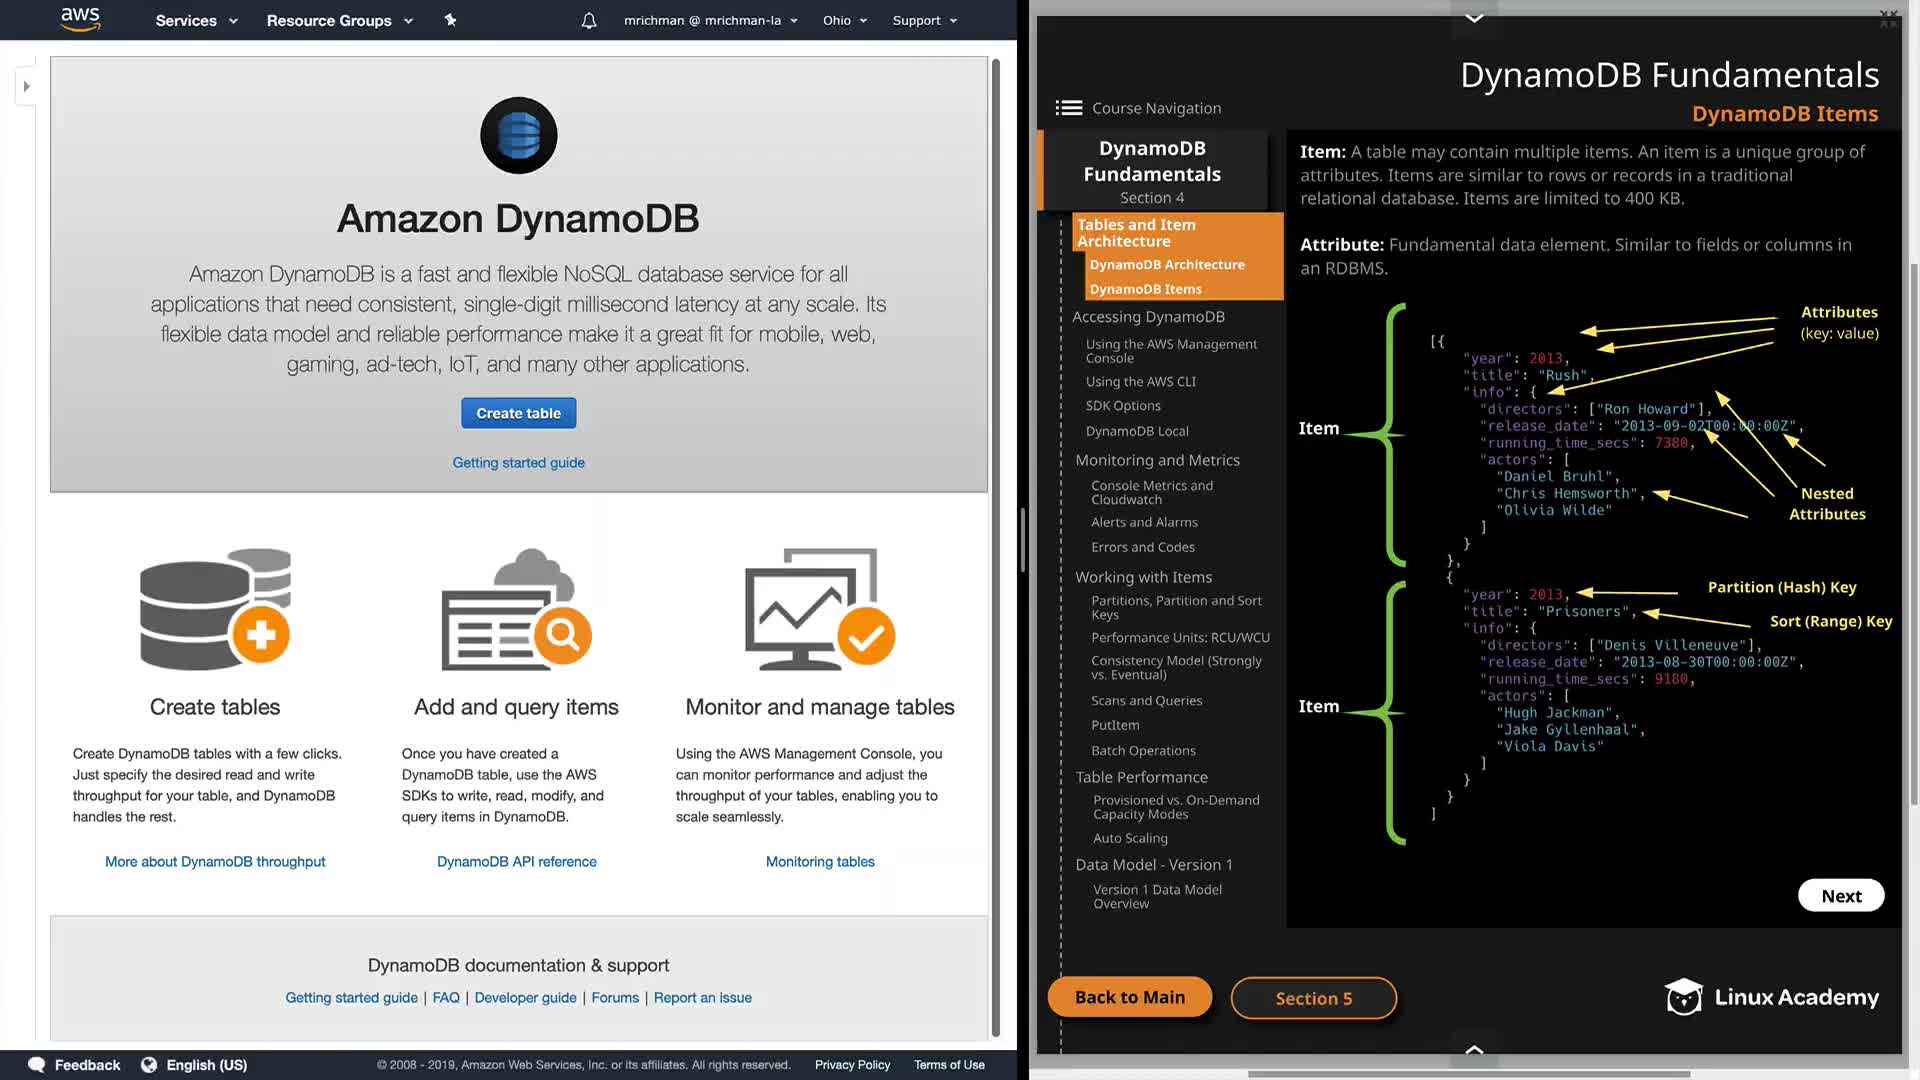 aws
Services
Resource Groups
mrichman @ mrichman-la
Ohio
Support
Amazon DynamoDB
Amazon DynamoDB is a fast and flexible NoSQL database service for all
applications that need consistent, single-digit millisecond latency at any scale. Its
flexible data model and reliable performance make it a great fit for mobile, web,
gaming, ad-tech, IoT, and many other applications.
Create table
Getting started guide
Create tables
Create DynamoDB tables with a few clicks.
Just specify the desired read and write
throughput for your table, and DynamoDB
handles the rest.
More about DynamoDB throughput
Add and query items
Once you have created a
DynamoDB table, use the AWS
SDKs to write, read, modify, and
query items in DynamoDB.
DynamoDB API reference
Monitor and manage tables
Using the AWS Management Console, you
can monitor performance and adjust the
throughput of your tables, enabling you to
scale seamlessly.
Monitoring tables
DynamoDB documentation & support
Getting started guide | FAQ | Developer guide | Forums | Report an issue
Feedback
English (US)
© 2008 - 2019, Amazon Web Services, Inc. or its affiliates. All rights reserved.
Privacy Policy
Terms of Use
DynamoDB Fundamentals
DynamoDB Items
Course Navigation
DynamoDB
Fundamentals
Section 4
Tables and Item
Architecture
DynamoDB Architecture
DynamoDB Items
Accessing DynamoDB
Using the AWS Management
Console
Using the AWS CLI
SDK Options
DynamoDB Local
Monitoring and Metrics
Console Metrics and
Cloudwatch
Alerts and Alarms
Errors and Codes
Working with Items
Partitions, Partition and Sort
Keys
Performance Units: RCU/WCU
Consistency Model (Strongly
vs. Eventual)
Scans and Queries
PutItem
Batch Operations
Table Performance
Provisioned vs. On-Demand
Capacity Modes
Auto Scaling
Data Model - Version 1
Version 1 Data Model
Overview
Item: A table may contain multiple items. An item is a unique group of
attributes. Items are similar to rows or records in a traditional
relational database. Items are limited to 400 KB.
Attribute: Fundamental data element. Similar to fields or columns in
an RDBMS.
Attributes
(key: value)
Item
[{
"year": 2013,
"title": "Rush",
"info": {
"directors": ["Ron Howard"],
"release_date": "2013-09-02T00:00:00Z",
"running_time_secs": 7380,
"actors": [
"Daniel Bruhl",
"Chris Hemsworth",
"Olivia Wilde"
]
}
},
Nested
Attributes
Item
{
"year": 2013,
"title": "Prisoners",
"info": {
"directors": ["Denis Villeneuve"],
"release_date": "2013-08-30T00:00:00Z",
"running_time_secs": 9180,
"actors": [
"Hugh Jackman",
"Jake Gyllenhaal",
"Viola Davis"
]
}
}
]
Partition (Hash) Key
Sort (Range) Key
Next
Back to Main
Section 5
Linux Academy